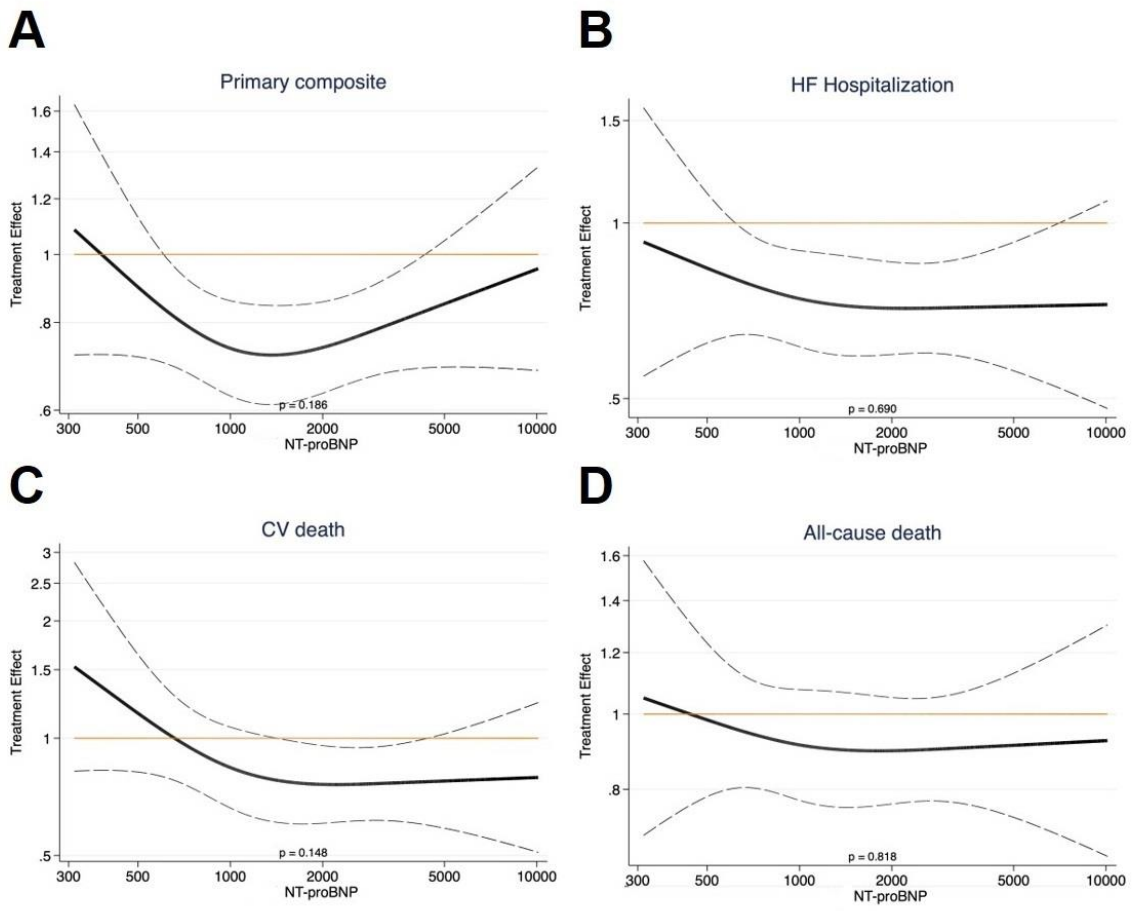 A
Primary composite
Treatment Effect
1.6
1.4
1.2
1
.8
.6
p = 0.186
300 500 1000 2000 5000 10000
NT-proBNP
B
HF Hospitalization
Treatment Effect
1.5
1
.5
p = 0.690
300 500 1000 2000 5000 10000
NT-proBNP
C
CV death
Treatment Effect
3
2.5
2
1.5
1
.5
p = 0.148
300 500 1000 2000 5000 10000
NT-proBNP
D
All-cause death
Treatment Effect
1.6
1.4
1.2
1
.8
p = 0.818
300 500 1000 2000 5000 10000
NT-proBNP